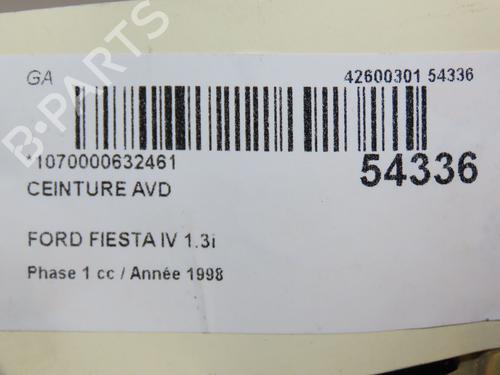 GA
42600301 54336
*1070000632461
54336
CEINTURE AVD
FORD FIESTA IV 1.3i
Phase 1 cc / Année 1998
B-PARTS